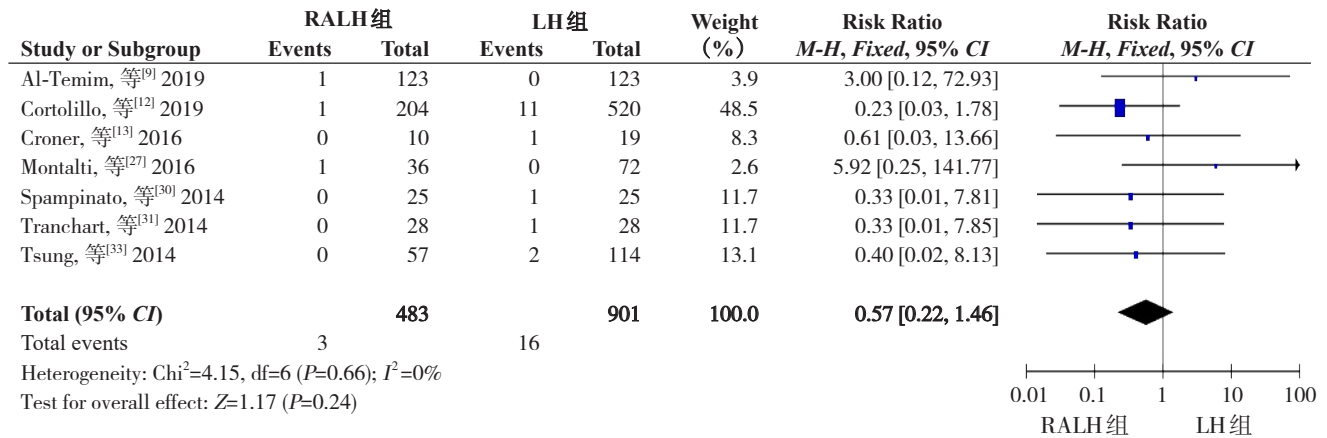 RALH组 LH组 Weight Risk Ratio Risk Ratio
Study or Subgroup Events Total Events Total (%) M-H, Fixed, 95% CI M-H, Fixed, 95% CI
Al-Temim, 等[9] 2019 1 123 0 123 3.9 3.00 [0.12, 72.93]
Cortolillo, 等[12] 2019 1 204 11 520 48.5 0.23 [0.03, 1.78]
Croner, 等[13] 2016 0 10 1 19 8.3 0.61 [0.03, 13.66]
Montalti, 等[27] 2016 1 36 0 72 2.6 5.92 [0.25, 141.77]
Spampinato, 等[30] 2014 0 25 1 25 11.7 0.33 [0.01, 7.81]
Tranchart, 等[31] 2014 0 28 1 28 11.7 0.33 [0.01, 7.85]
Tsung, 等[33] 2014 0 57 2 114 13.1 0.40 [0.02, 8.13]
Total (95% CI) 483 901 100.0 0.57 [0.22, 1.46]
Total events 3 16
Heterogeneity: Chi²=4.15, df=6 (P=0.66); I²=0%
Test for overall effect: Z=1.17 (P=0.24)
0.01 0.1 1 10 100
RALH组 LH组